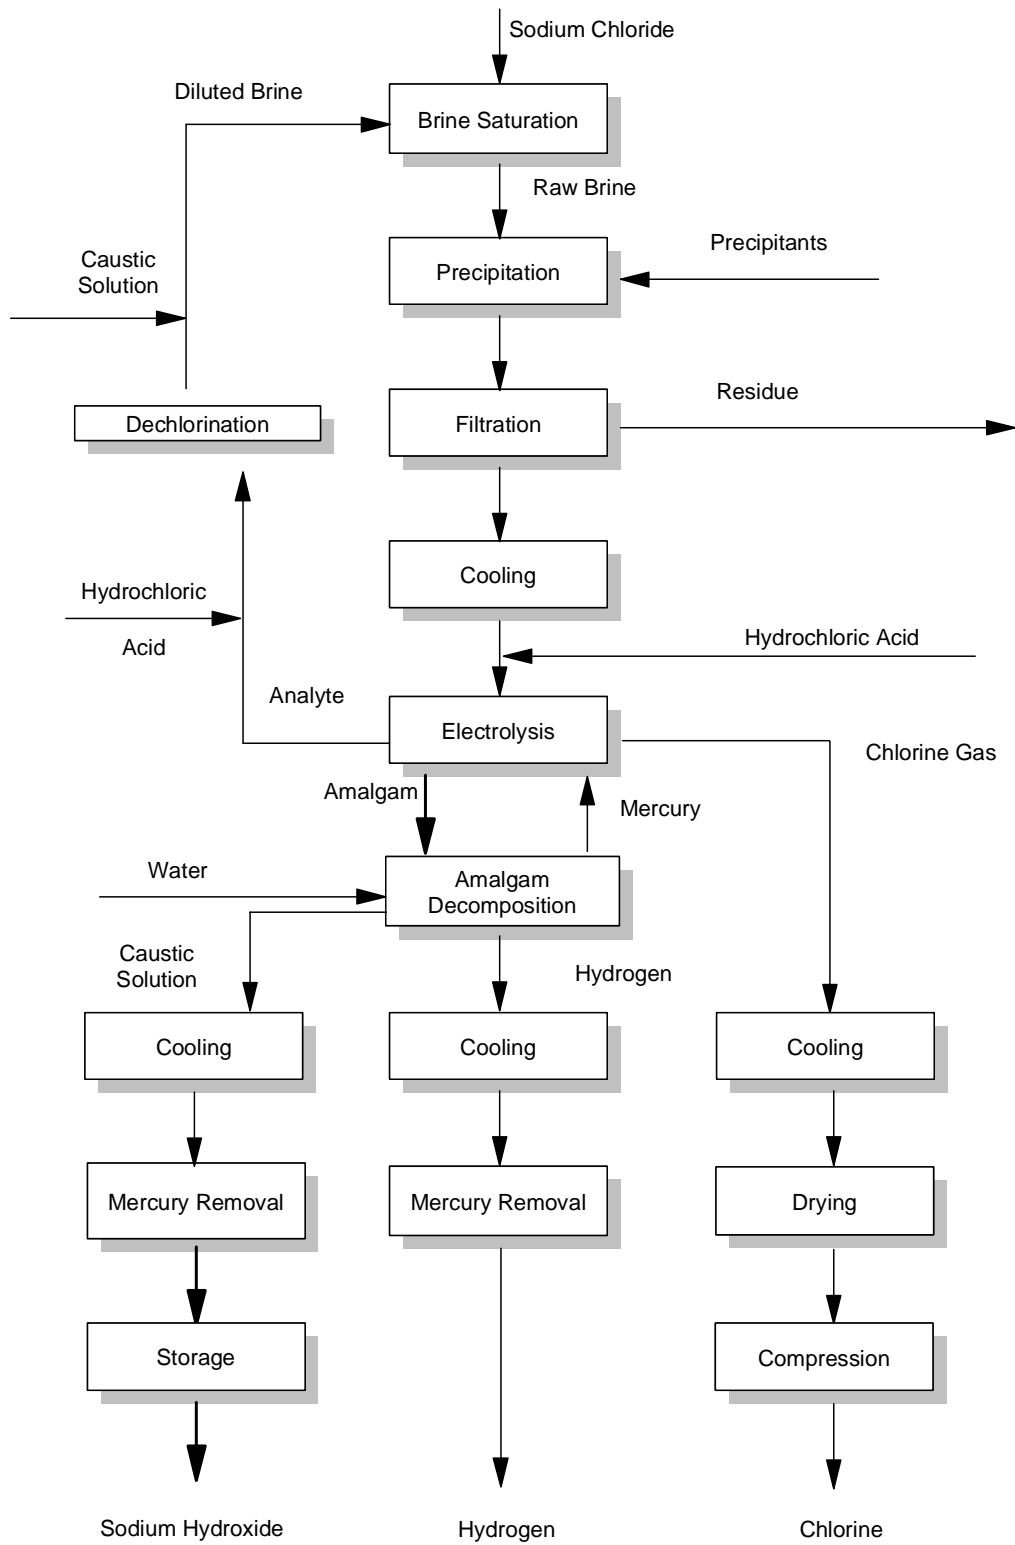 Sodium Chloride
Diluted Brine
Brine Saturation
Raw Brine
Precipitants
Caustic
Solution
Precipitation
Residue
Dechlorination
Filtration
Cooling
Hydrochloric
Acid
Hydrochloric Acid
Analyte
Electrolysis
Chlorine Gas
Amalgam
Mercury
Water
Amalgam
Decomposition
Caustic
Solution
Hydrogen
Cooling
Cooling
Cooling
Mercury Removal
Mercury Removal
Drying
Storage
Compression
Sodium Hydroxide
Hydrogen
Chlorine